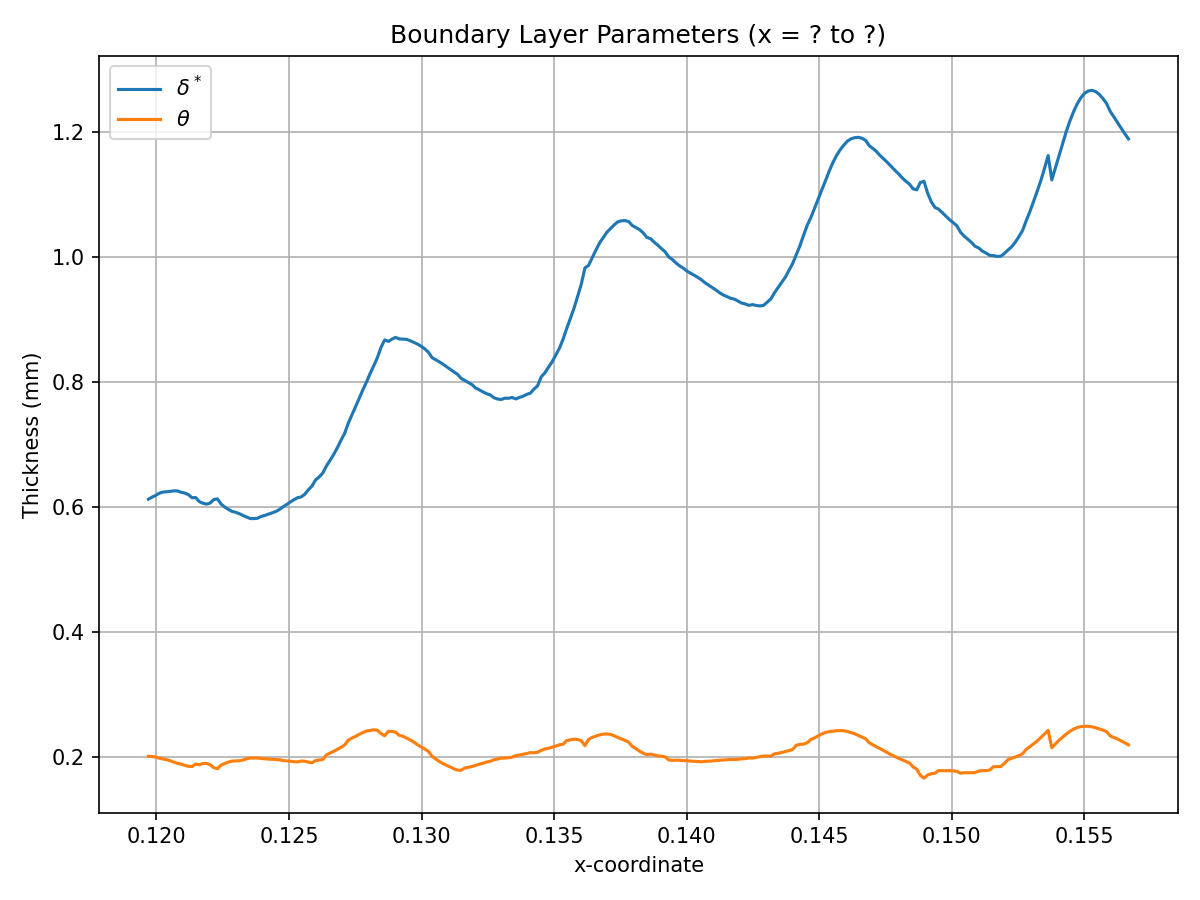 Boundary Layer Parameters (x = ? to ?)
δ*
θ
Thickness (mm)
1.2
1.0
0.8
0.6
0.4
0.2
0.120 0.125 0.130 0.135 0.140 0.145 0.150 0.155
x-coordinate